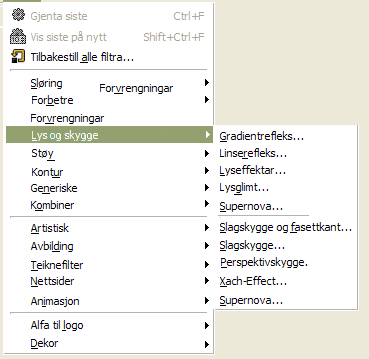 Gjenta siste Ctrl+F
Vis siste på nytt Shift+Ctrl+F
Tilbakestill alle filtra...
Sløring
Forvrengningar
Forbetre
Forvrengningar
Lys og skygge
Støy
Kontur
Generiske
Kombiner
Artistisk
Avbilding
Teiknefilter
Nettsider
Animasjon
Alfa til logo
Dekor
Gradientrefleks...
Linserefleks...
Lyseffektar...
Lysglimt...
Supernova...
Slagskygge og fasettkant...
Slagskygge...
Perspektivskygge.
Xach-Effect...
Supernova...